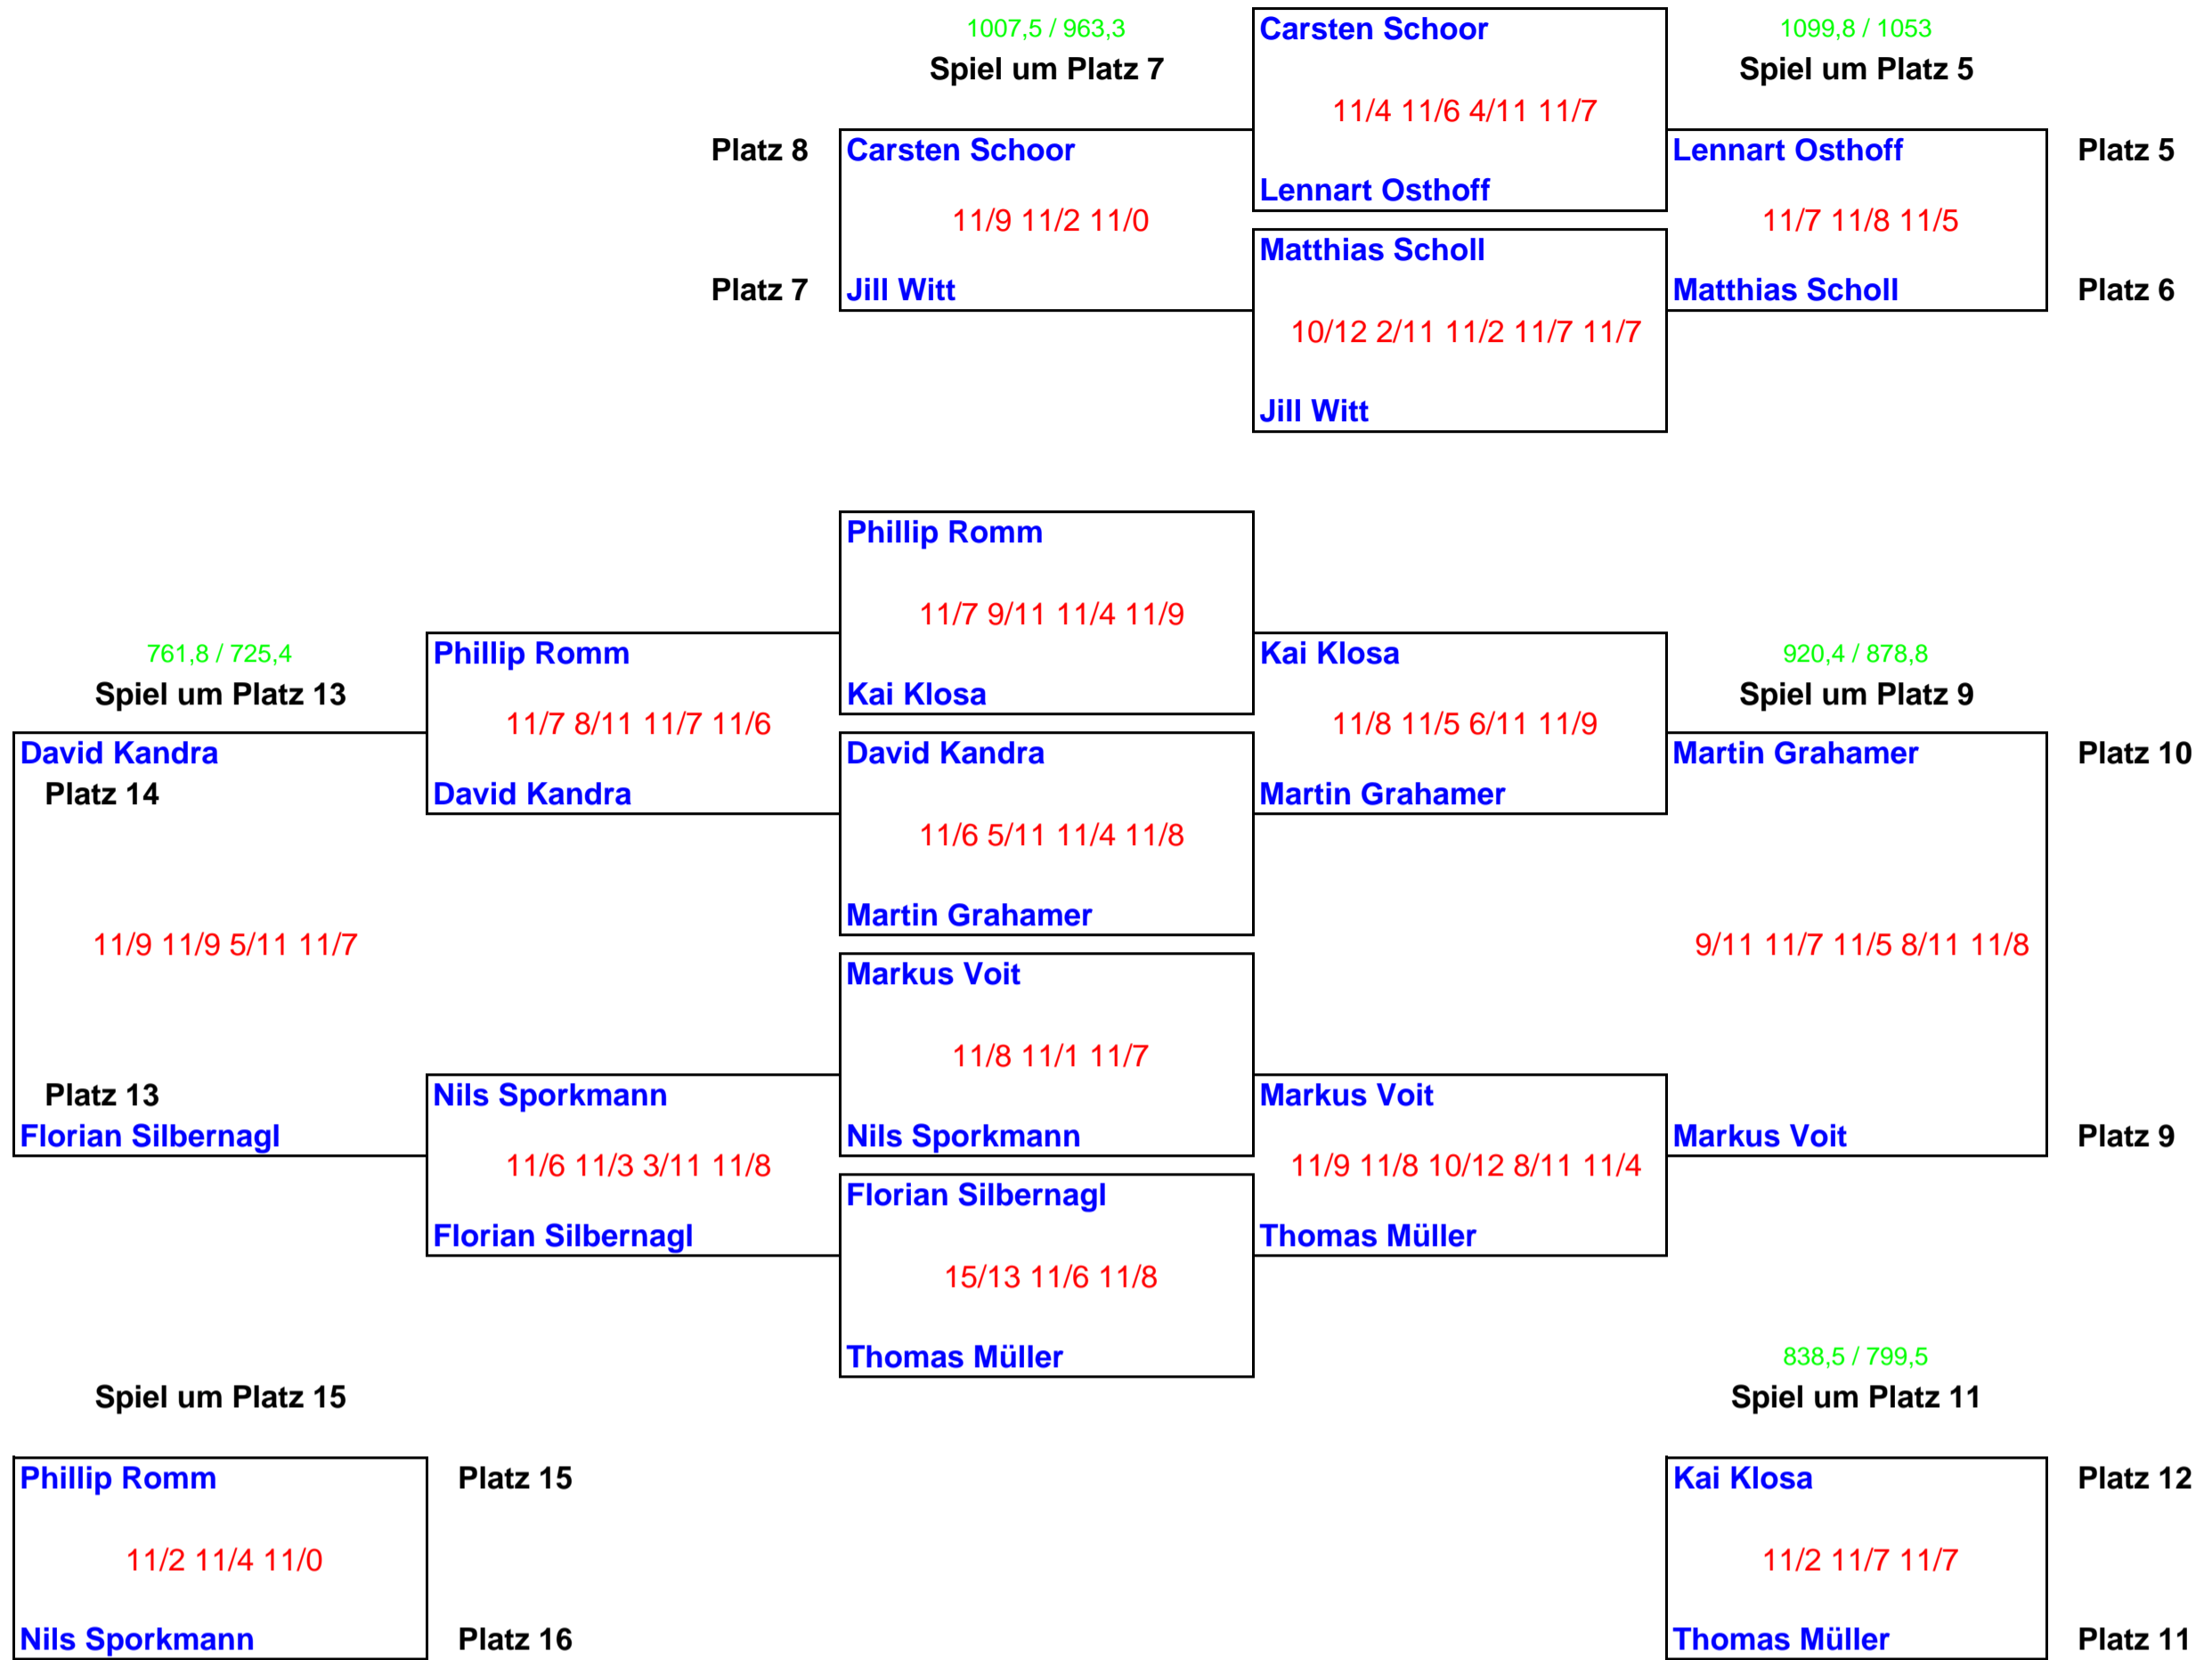 1007,5 / 963,3
Spiel um Platz 7
Carsten Schoor
1099,8 / 1053
Spiel um Platz 5
11/4 11/6 4/11 11/7
Platz 8
Carsten Schoor
Lennart Osthoff
Lennart Osthoff
Platz 5
11/9 11/2 11/0
11/7 11/8 11/5
Matthias Scholl
Platz 7
Jill Witt
Matthias Scholl
Platz 6
10/12 2/11 11/2 11/7 11/7
Jill Witt
Phillip Romm
11/7 9/11 11/4 11/9
761,8 / 725,4
Spiel um Platz 13
Phillip Romm
Kai Klosa
Kai Klosa
920,4 / 878,8
Spiel um Platz 9
11/7 8/11 11/7 11/6
11/8 11/5 6/11 11/9
David Kandra
Platz 14
David Kandra
David Kandra
Martin Grahamer
Martin Grahamer
Platz 10
11/6 5/11 11/4 11/8
Martin Grahamer
11/9 11/9 5/11 11/7
9/11 11/7 11/5 8/11 11/8
Markus Voit
11/8 11/1 11/7
Platz 13
Florian Silbernagl
Nils Sporkmann
Nils Sporkmann
Markus Voit
Markus Voit
Platz 9
11/6 11/3 3/11 11/8
11/9 11/8 10/12 8/11 11/4
Florian Silbernagl
Florian Silbernagl
Thomas Müller
15/13 11/6 11/8
Thomas Müller
838,5 / 799,5
Spiel um Platz 15
Spiel um Platz 11
Phillip Romm
Platz 15
Kai Klosa
Platz 12
11/2 11/4 11/0
11/2 11/7 11/7
Nils Sporkmann
Platz 16
Thomas Müller
Platz 11